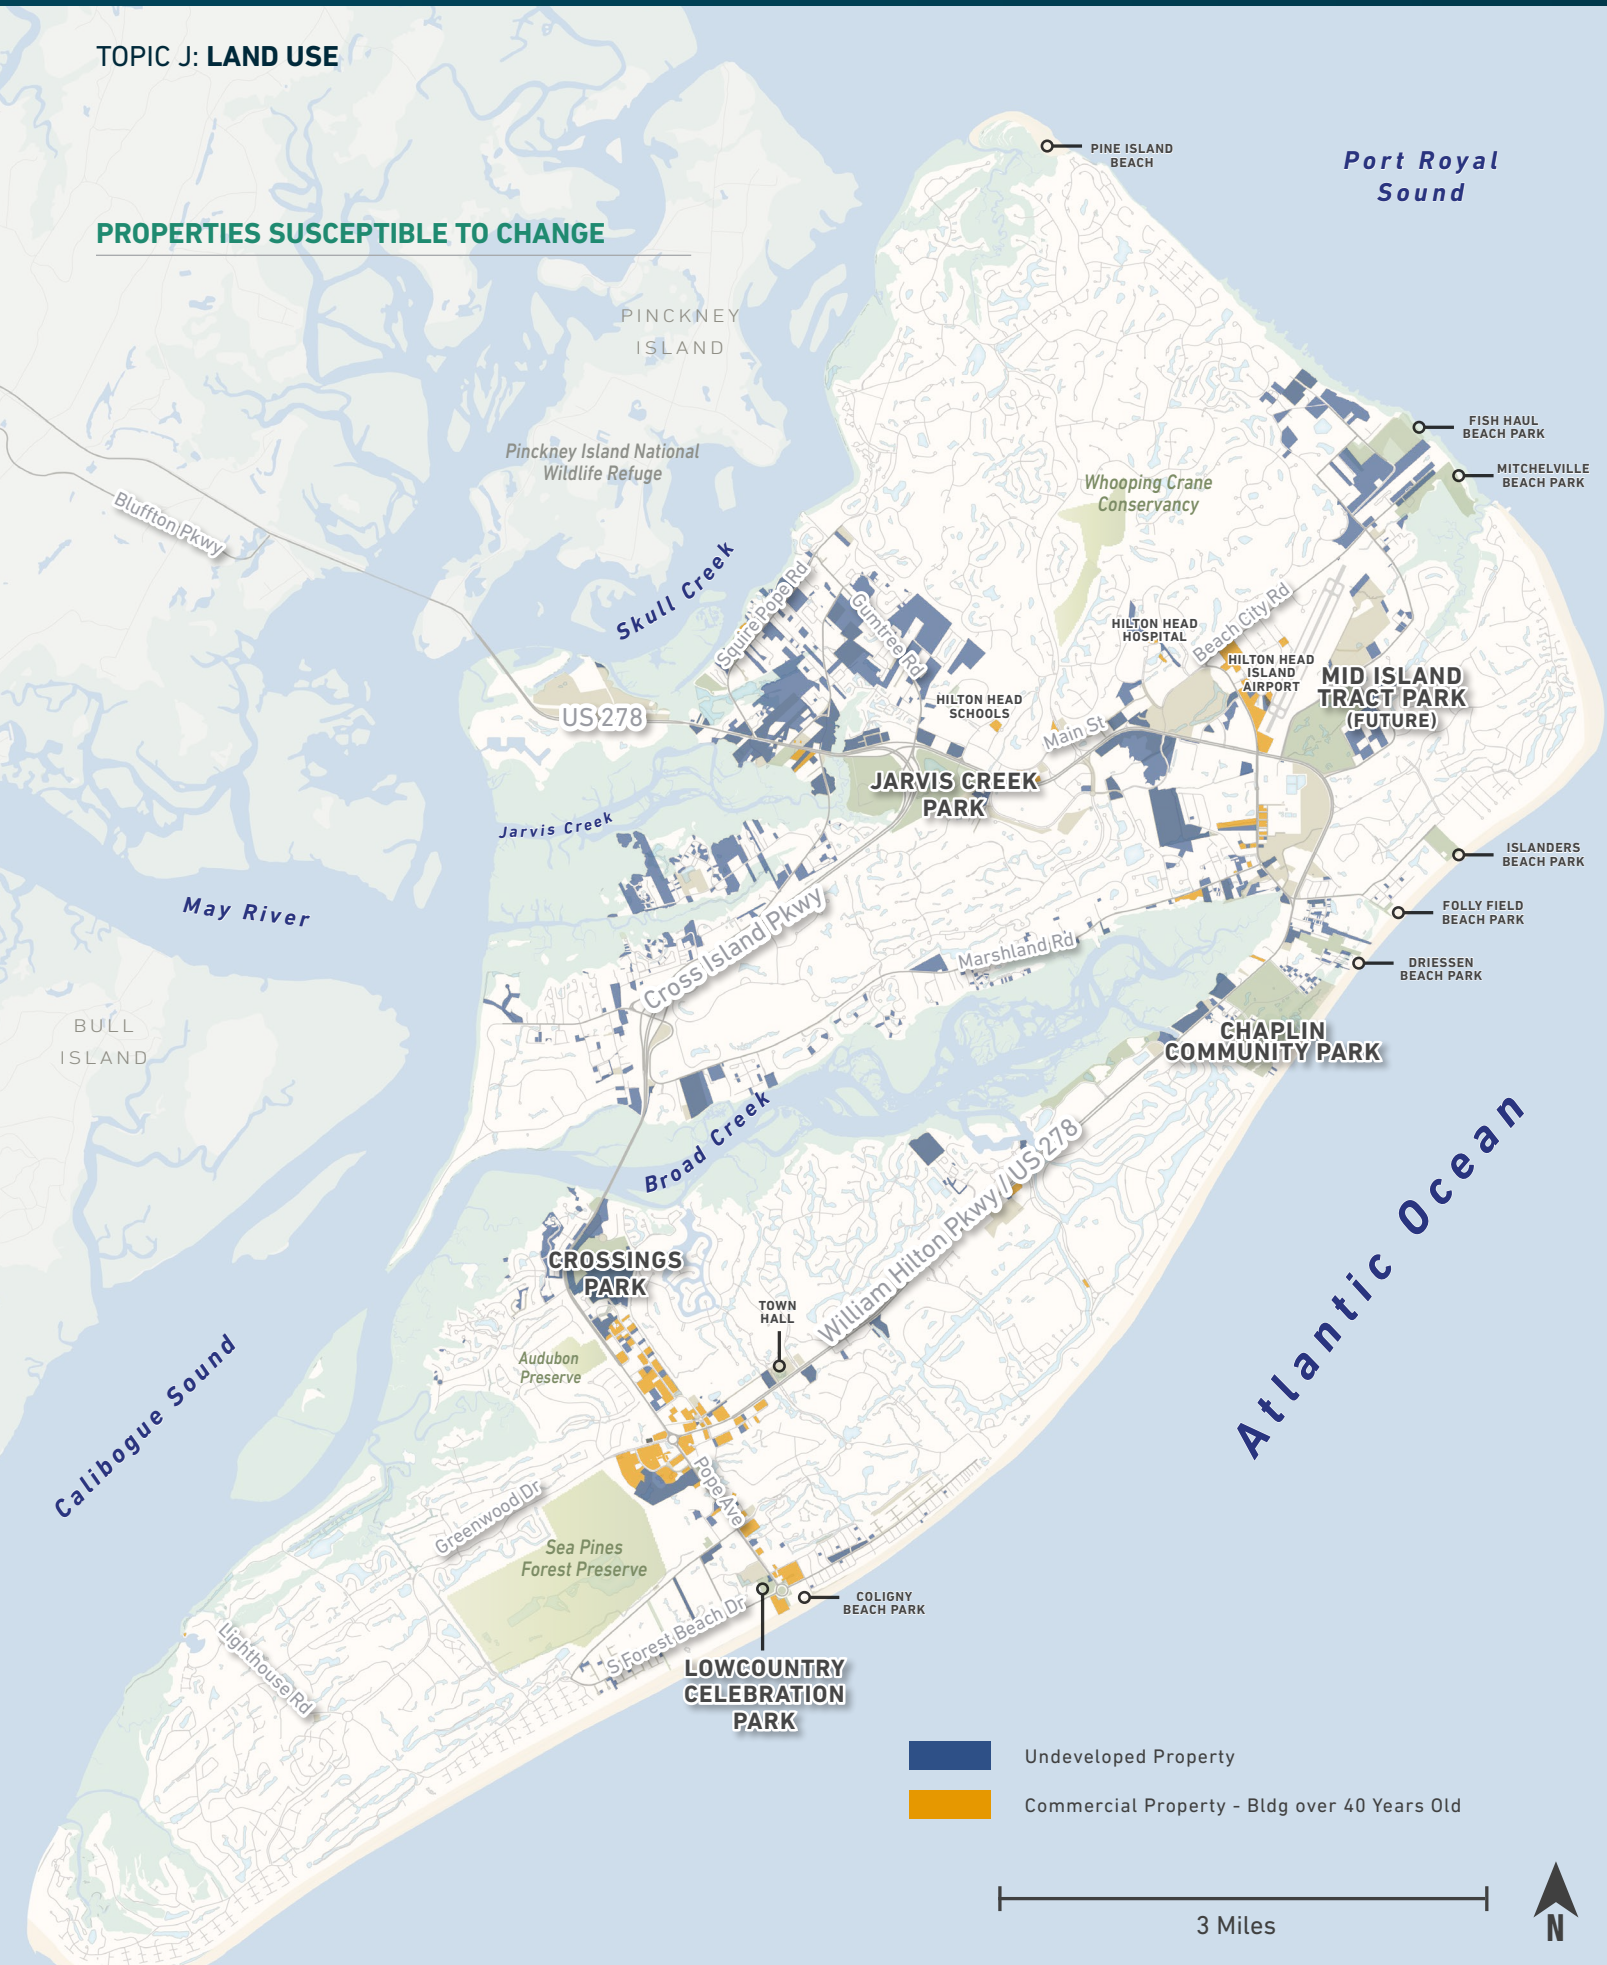 TOPIC J: LAND USE
PROPERTIES SUSCEPTIBLE TO CHANGE
PINE ISLAND
BEACH
Port Royal
Sound
PINCKNEY
ISLAND
Pinckney Island National
Wildlife Refuge
FISH HAUL
BEACH PARK
MITCHELVILLE
BEACH PARK
Whooping Crane
Conservancy
Bluffton Pkwy
Skull Creek
Squire Pope Rd
Gumtree Rd
Beach City Rd
HILTON HEAD
HOSPITAL
HILTON HEAD
ISLAND
AIRPORT
MID ISLAND
TRACT PARK
(FUTURE)
HILTON HEAD
SCHOOLS
US 278
Main St
JARVIS CREEK
PARK
Jarvis Creek
ISLANDERS
BEACH PARK
May River
FOLLY FIELD
BEACH PARK
Cross Island Pkwy
Marshland Rd
DRIESSEN
BEACH PARK
BULL
ISLAND
CHAPLIN
COMMUNITY PARK
Broad Creek
William Hilton Pkwy / US 278
Atlantic Ocean
CROSSINGS
PARK
TOWN
HALL
Audubon
Preserve
Calibogue Sound
Pope Ave
Greenwood Dr
Sea Pines
Forest Preserve
COLIGNY
BEACH PARK
S Forest Beach Dr
Lighthouse Rd
LOWCOUNTRY
CELEBRATION
PARK
Undeveloped Property
Commercial Property - Bldg over 40 Years Old
3 Miles
N